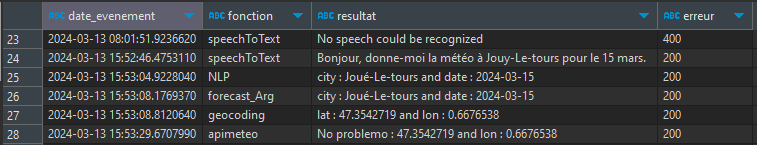 ABC date_evenement ABC fonction ABC resultat ABC erreur
23 2024-03-13 08:01:51.9236620 speechToText No speech could be recognized 400
24 2024-03-13 15:52:46.4753110 speechToText Bonjour, donne-moi la météo à Jouy-Le-tours pour le 15 mars. 200
25 2024-03-13 15:53:04.9228040 NLP city : Joué-Le-tours and date : 2024-03-15 200
26 2024-03-13 15:53:08.1769370 forecast_Arg city : Joué-Le-tours and date : 2024-03-15 200
27 2024-03-13 15:53:08.8120640 geocoding lat : 47.3542719 and lon : 0.6676538 200
28 2024-03-13 15:53:29.6707990 apimeteo No problemo : 47.3542719 and lon : 0.6676538 200